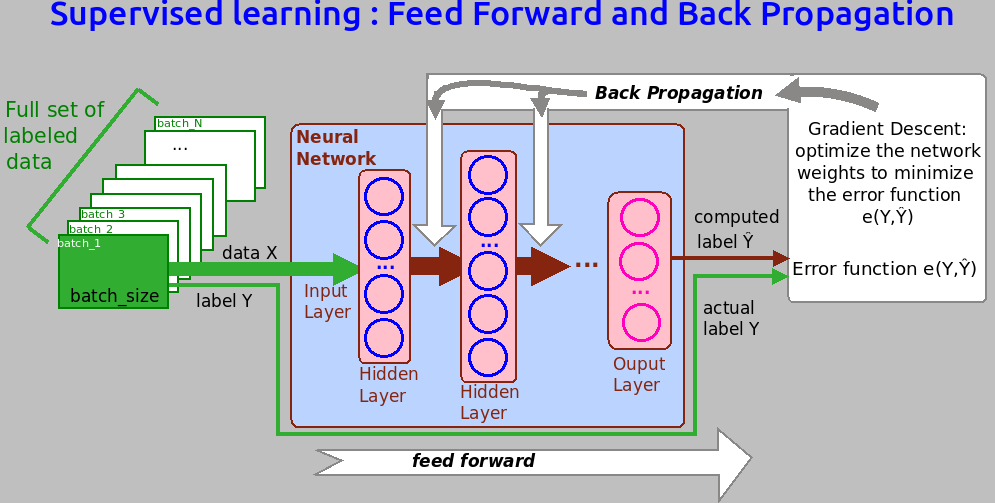 Supervised learning : Feed Forward and Back Propagation
Full set of
labeled
data
batch_N
...
batch_3
batch_2
batch_1
batch_size
data X
label Y
Neural
Network
Input
Layer
...
Hidden
Layer
...
Hidden
Layer
...
...
Ouput
Layer
Back Propagation
Gradient Descent:
optimize the network
weights to minimize
the error function
e(Y,Ŷ)
Error function e(Y,Ŷ)
computed
label Ŷ
actual
label Y
feed forward